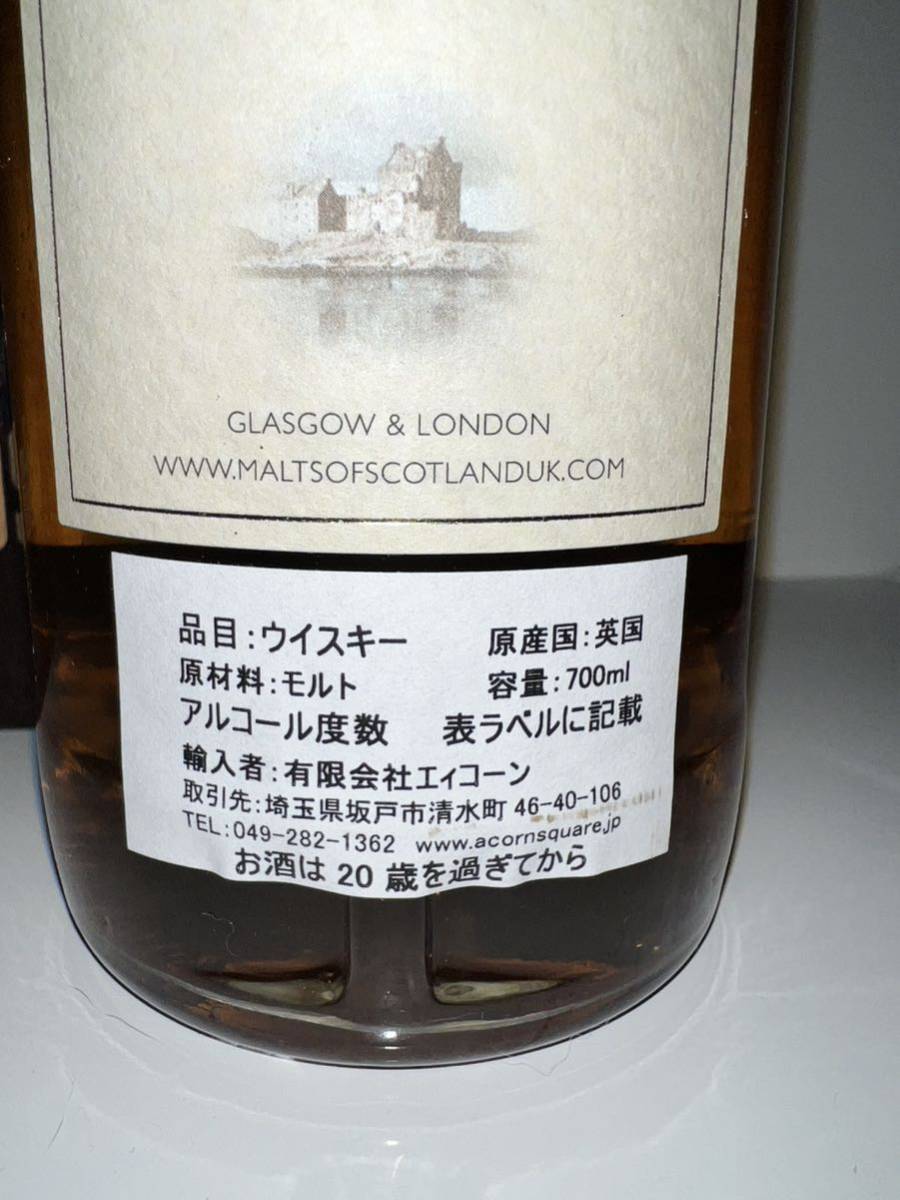 GLASGOW & LONDON
WWW.MALTSOFSCOTLANDUK.COM
品目:ウイスキー 原産国:英国
原材料:モルト 容量:700ml
アルコール度数 表ラベルに記載
輸入者:有限会社エィコーン
取引先:埼玉県坂戸市清水町 46-40-106
TEL:049-282-1362 www.acornsquare.jp
お酒は 20 歳を過ぎてから